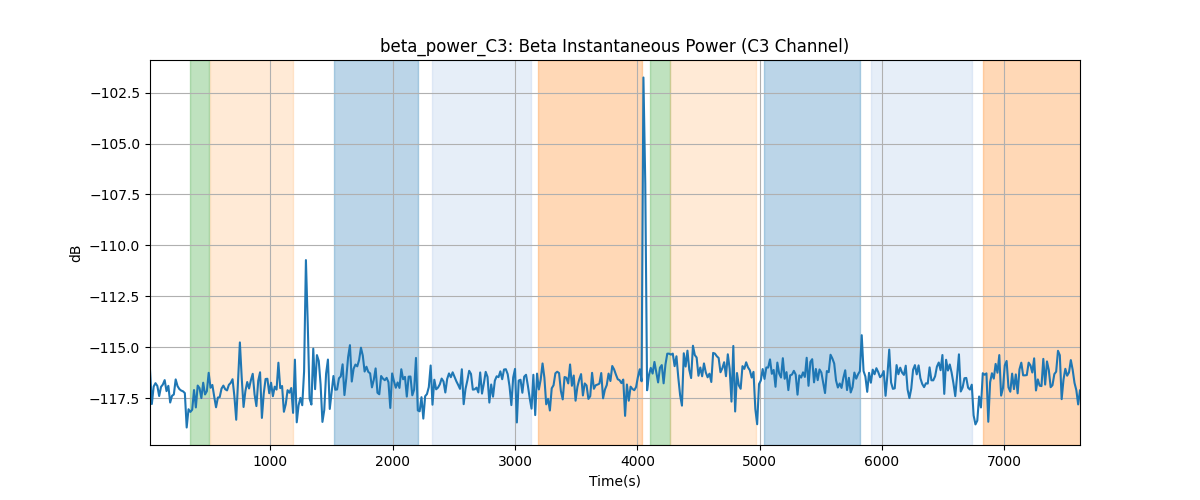 beta_power_C3: Beta Instantaneous Power (C3 Channel)
dB
−102.5
−105.0
−107.5
−110.0
−112.5
−115.0
−117.5
1000 2000 3000 4000 5000 6000 7000
Time(s)